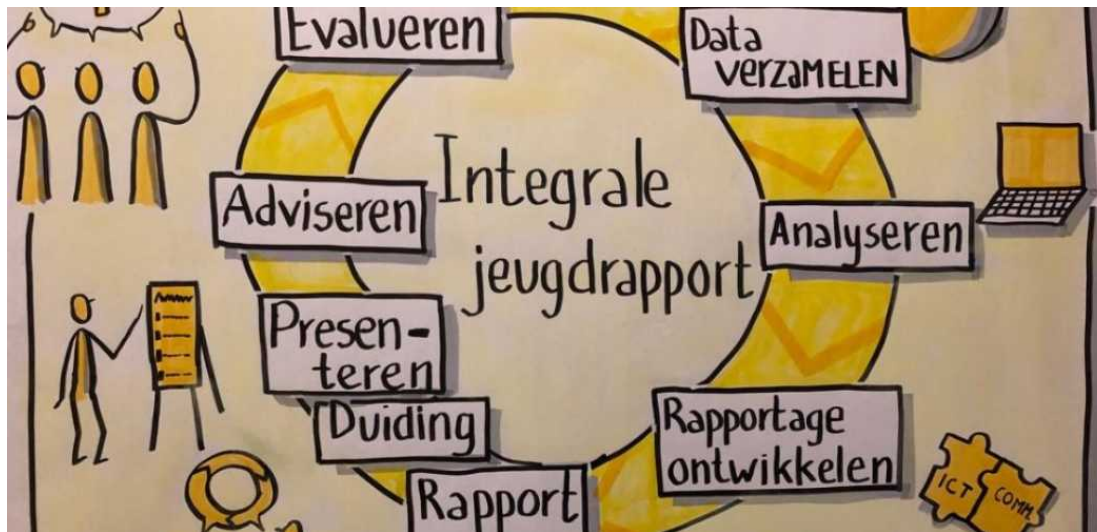 Evalueren
Data
VERZAMELEN
Integrale
jeugdrapport
Analyseren
Adviseren
Presen-
teren
Duiding
Rapport
Rapportage
ontwikkelen
ICT
COMM